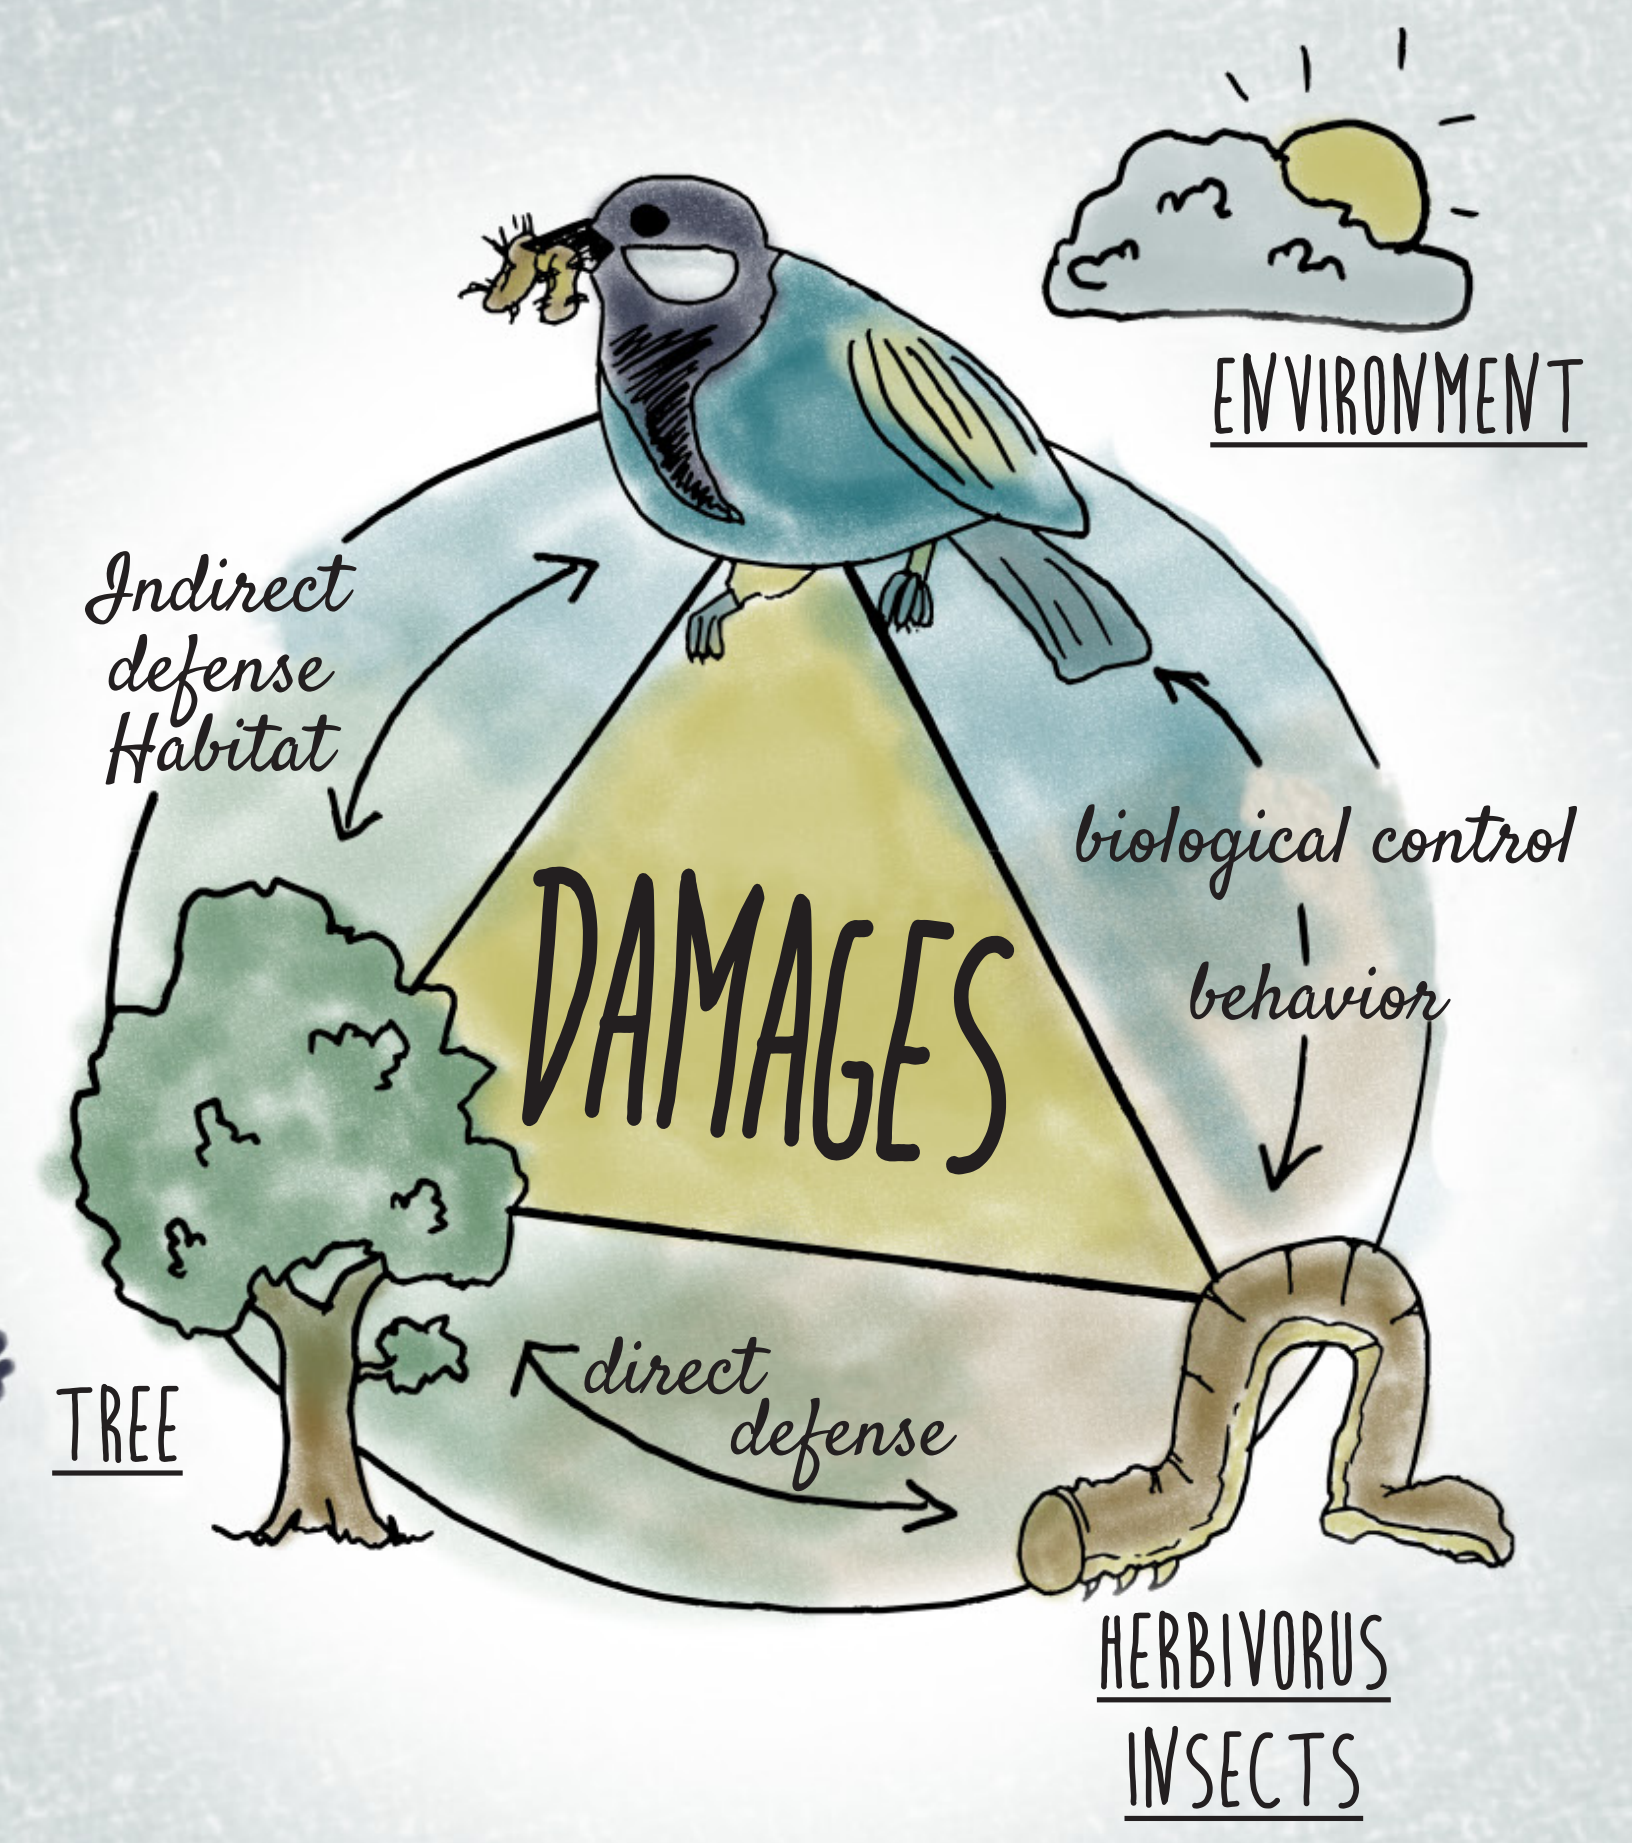 ENVIRONMENT
Indirect
defense
Habitat
biological control
behavior
DAMAGES
direct
defense
TREE
HERBIVORUS
INSECTS